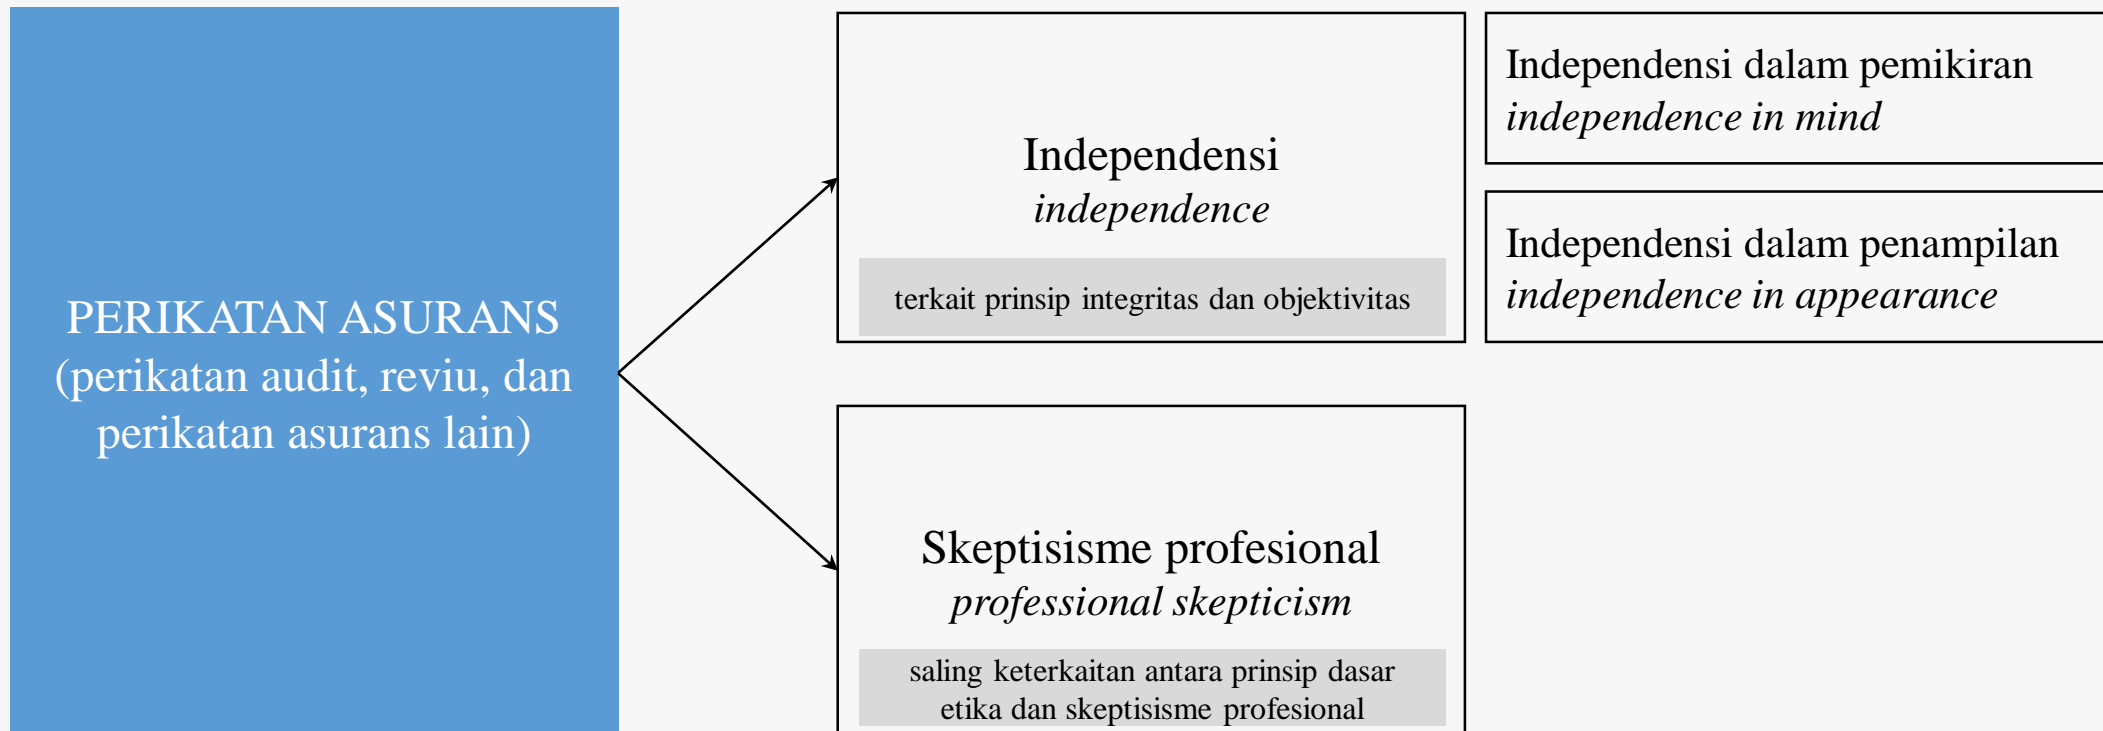 PERIKATAN ASURANS
(perikatan audit, reviu, dan
perikatan asurans lain)
Independensi
independence
terkait prinsip integritas dan objektivitas
Independensi dalam pemikiran
independence in mind
Independensi dalam penampilan
independence in appearance
Skeptisisme profesional
professional skepticism
saling keterkaitan antara prinsip dasar
etika dan skeptisisme profesional